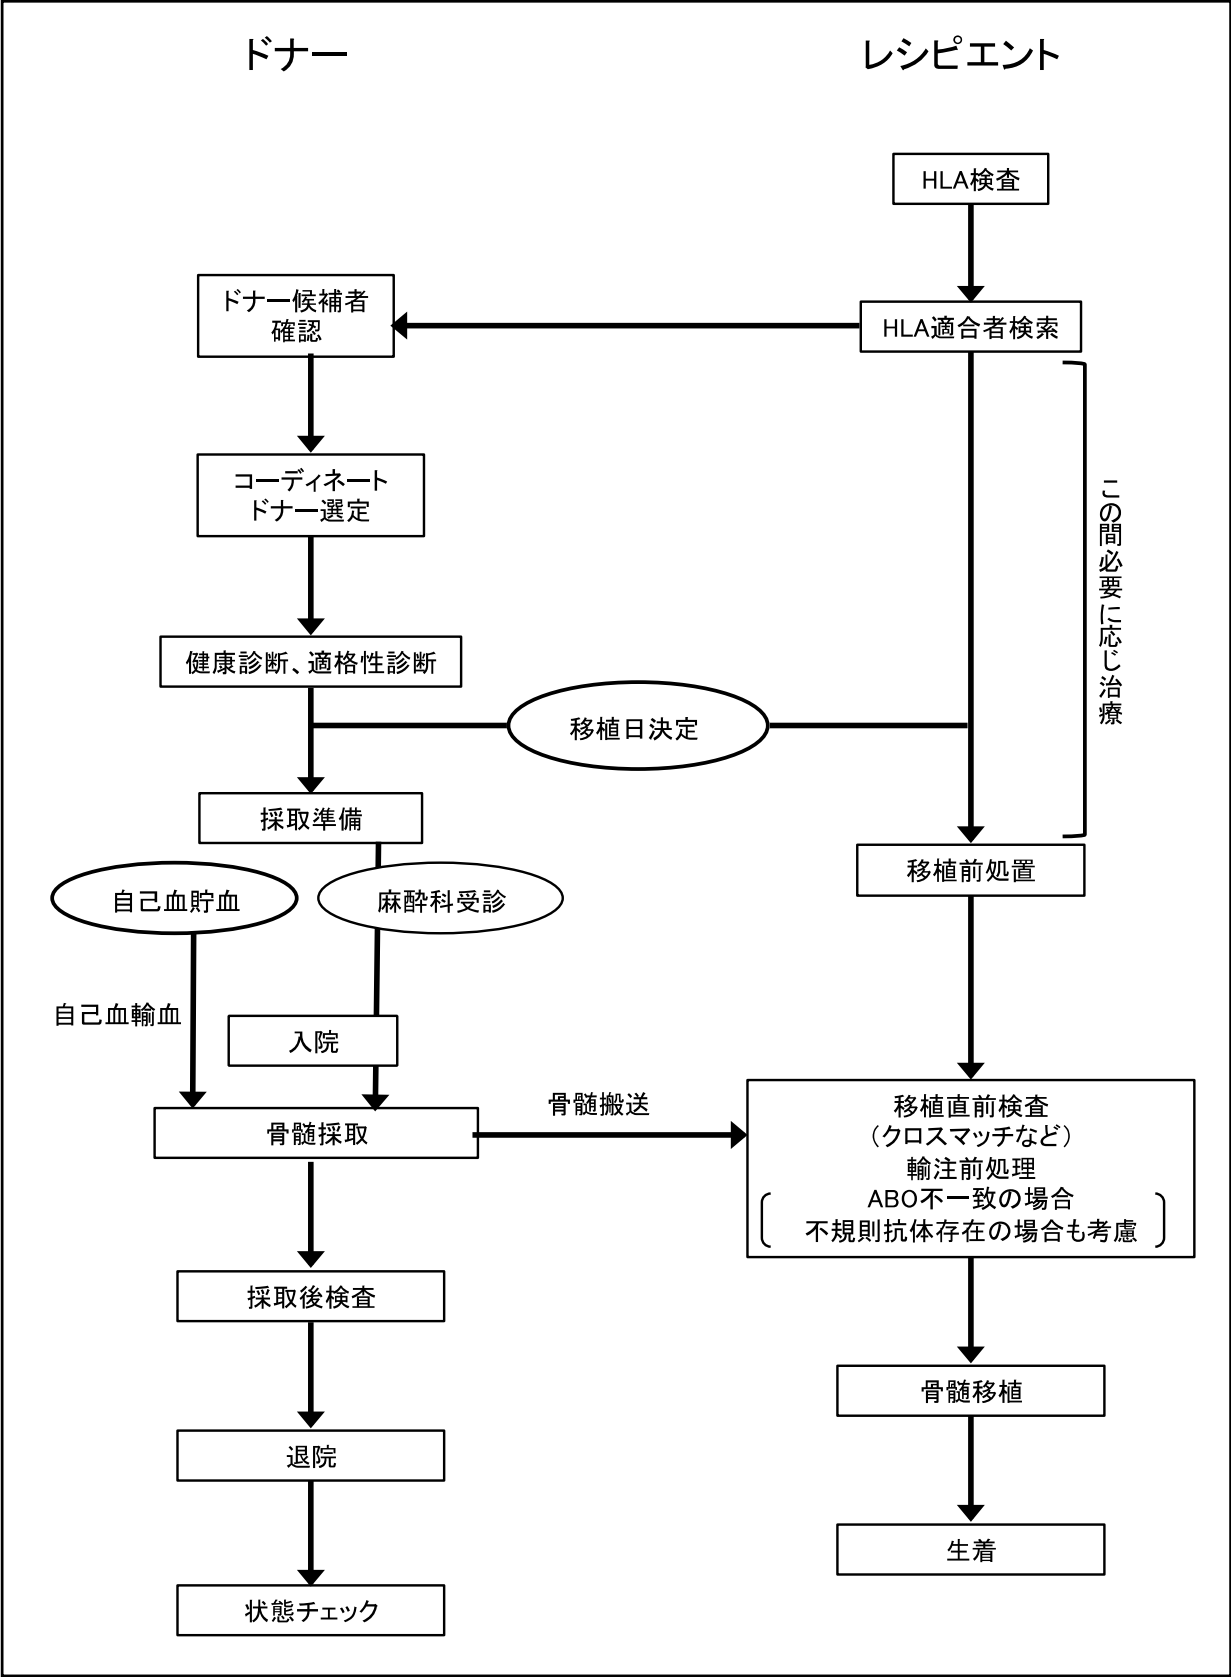 ドナー
レシピエント
HLA検査
ドナー候補者
確認
HLA適合者検索
コーディネート
ドナー選定
この間必要に応じ治療
健康診断、適格性診断
移植日決定
採取準備
移植前処置
自己血貯血
麻酔科受診
自己血輸血
入院
骨髄採取
骨髄搬送
移植直前検査
（クロスマッチなど）
輸注前処理
ABO不一致の場合
不規則抗体存在の場合も考慮
採取後検査
骨髄移植
退院
生着
状態チェック